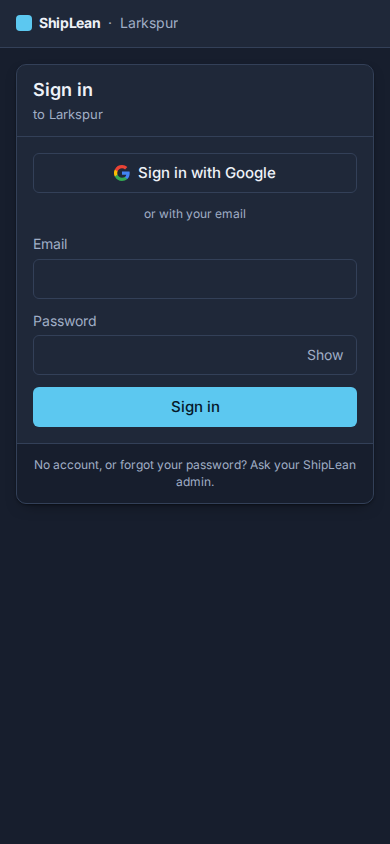 ShipLean · Larkspur
Sign in
to Larkspur
Sign in with Google
or with your email
Email
Password
Show
Sign in
No account, or forgot your password? Ask your ShipLean
admin.